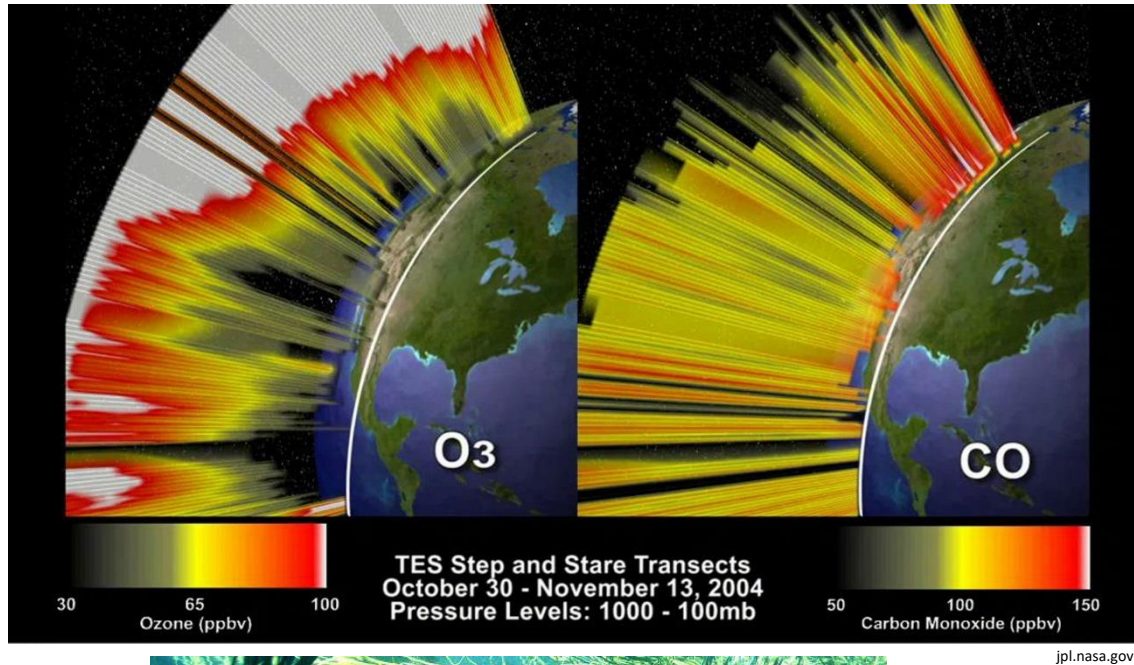 O3
CO
TES Step and Stare Transects
October 30 - November 13, 2004
Pressure Levels: 1000 - 100mb
30 65 100
Ozone (ppbv)
50 100 150
Carbon Monoxide (ppbv)
jpl.nasa.gov